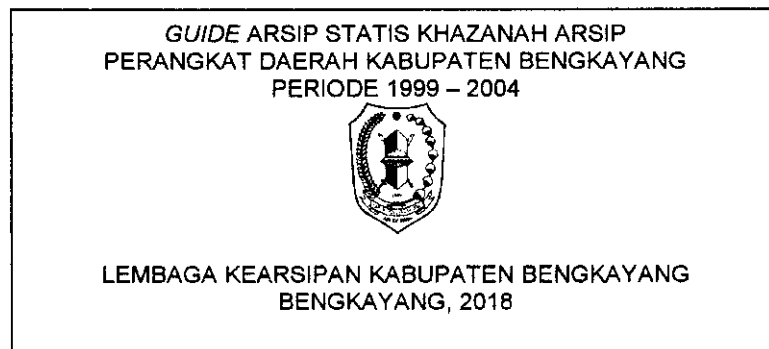 GUIDE ARSIP STATIS KHAZANAH ARSIP
PERANGKAT DAERAH KABUPATEN BENGKAYANG
PERIODE 1999 – 2004
LEMBAGA KEARSIPAN KABUPATEN BENGKAYANG
BENGKAYANG, 2018